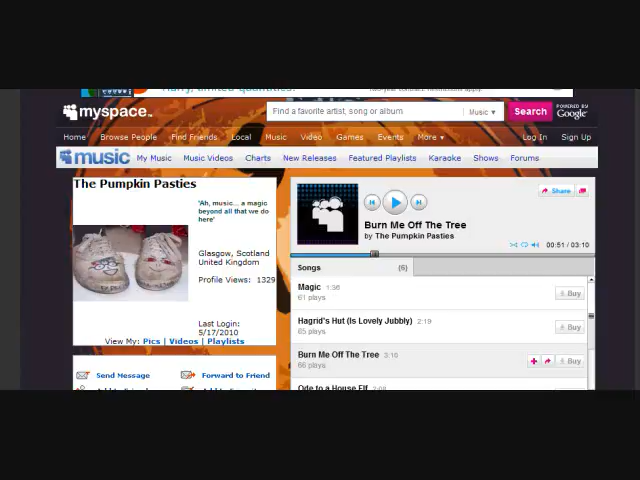 myspace.
Find a favorite artist, song or album
Music
Search
POWERED BY
Google
Home Browse People Find Friends Local Music Video Games Events More
Log In Sign Up
music My Music Music Videos Charts New Releases Featured Playlists Karaoke Shows Forums
The Pumpkin Pasties
'Ah, music... a magic
beyond all that we do
here'
Glasgow, Scotland
United Kingdom
Profile Views: 1329
Last Login:
5/17/2010
View My: Pics | Videos | Playlists
Send Message
Forward to Friend
Share
Burn Me Off The Tree
by The Pumpkin Pasties
00:51 / 03:10
Songs (6)
Magic 1:36
61 plays
Buy
Hagrid's Hut (Is Lovely Jubbly) 2:19
65 plays
Buy
Burn Me Off The Tree 3:10
66 plays
Buy
Ode to a House Elf